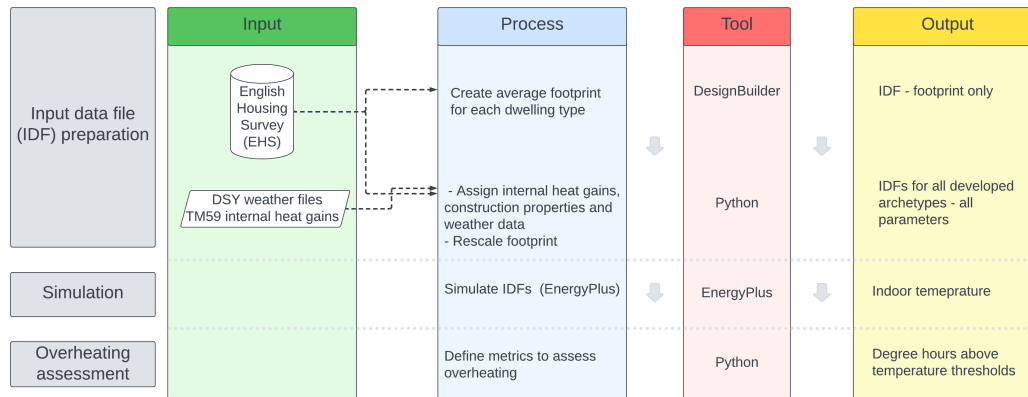 Input
Process
Tool
Output
Input data file
(IDF) preparation
English
Housing
Survey
(EHS)
Create average footprint
for each dwelling type
DesignBuilder
IDF - footprint only
DSY weather files
TM59 internal heat gains
- Assign internal heat gains,
construction properties and
weather data
- Rescale footprint
Python
IDFs for all developed
archetypes - all
parameters
Simulation
Simulate IDFs (EnergyPlus)
EnergyPlus
Indoor temeprature
Overheating
assessment
Define metrics to assess
overheating
Python
Degree hours above
temperature thresholds